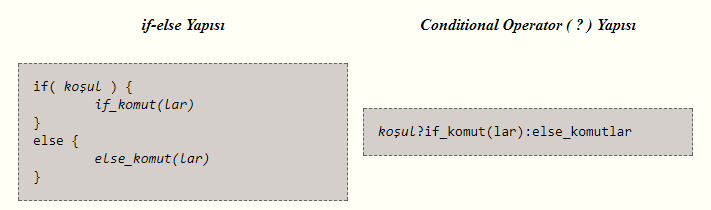 if-else Yapısı
if( koşul ) {
if_komut(lar)
}
else {
else_komut(lar)
}
Conditional Operator ( ? ) Yapısı
koşul?if_komut(lar):else_komutlar